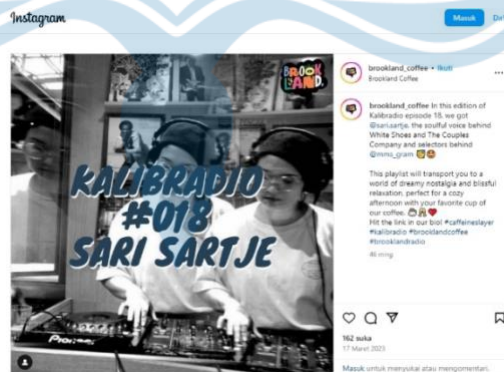 Instagram
Masuk
BROOK
LAND.
KALIBRADIO
#018
SARI SARTJE
Pioneer
brookland_coffee • Ikuti
Brookland Coffee
brookland_coffee In this edition of
Kalibradio episode 18, we got
@sari.sartje, the soulful voice behind
White Shoes and The Couples
Company and selectors behind
@mms_gram
This playlist will transport you to a
world of dreamy nostalgia and blissful
relaxation, perfect for a cozy
afternoon with your favorite cup of
our coffee.
Hit the link in our bio! #caffeineslayer
#kalibradio #brooklandcoffee
#brooklandradio
46 ming
162 suka
17 Maret 2023
Masuk untuk menyukai atau mengomentari.